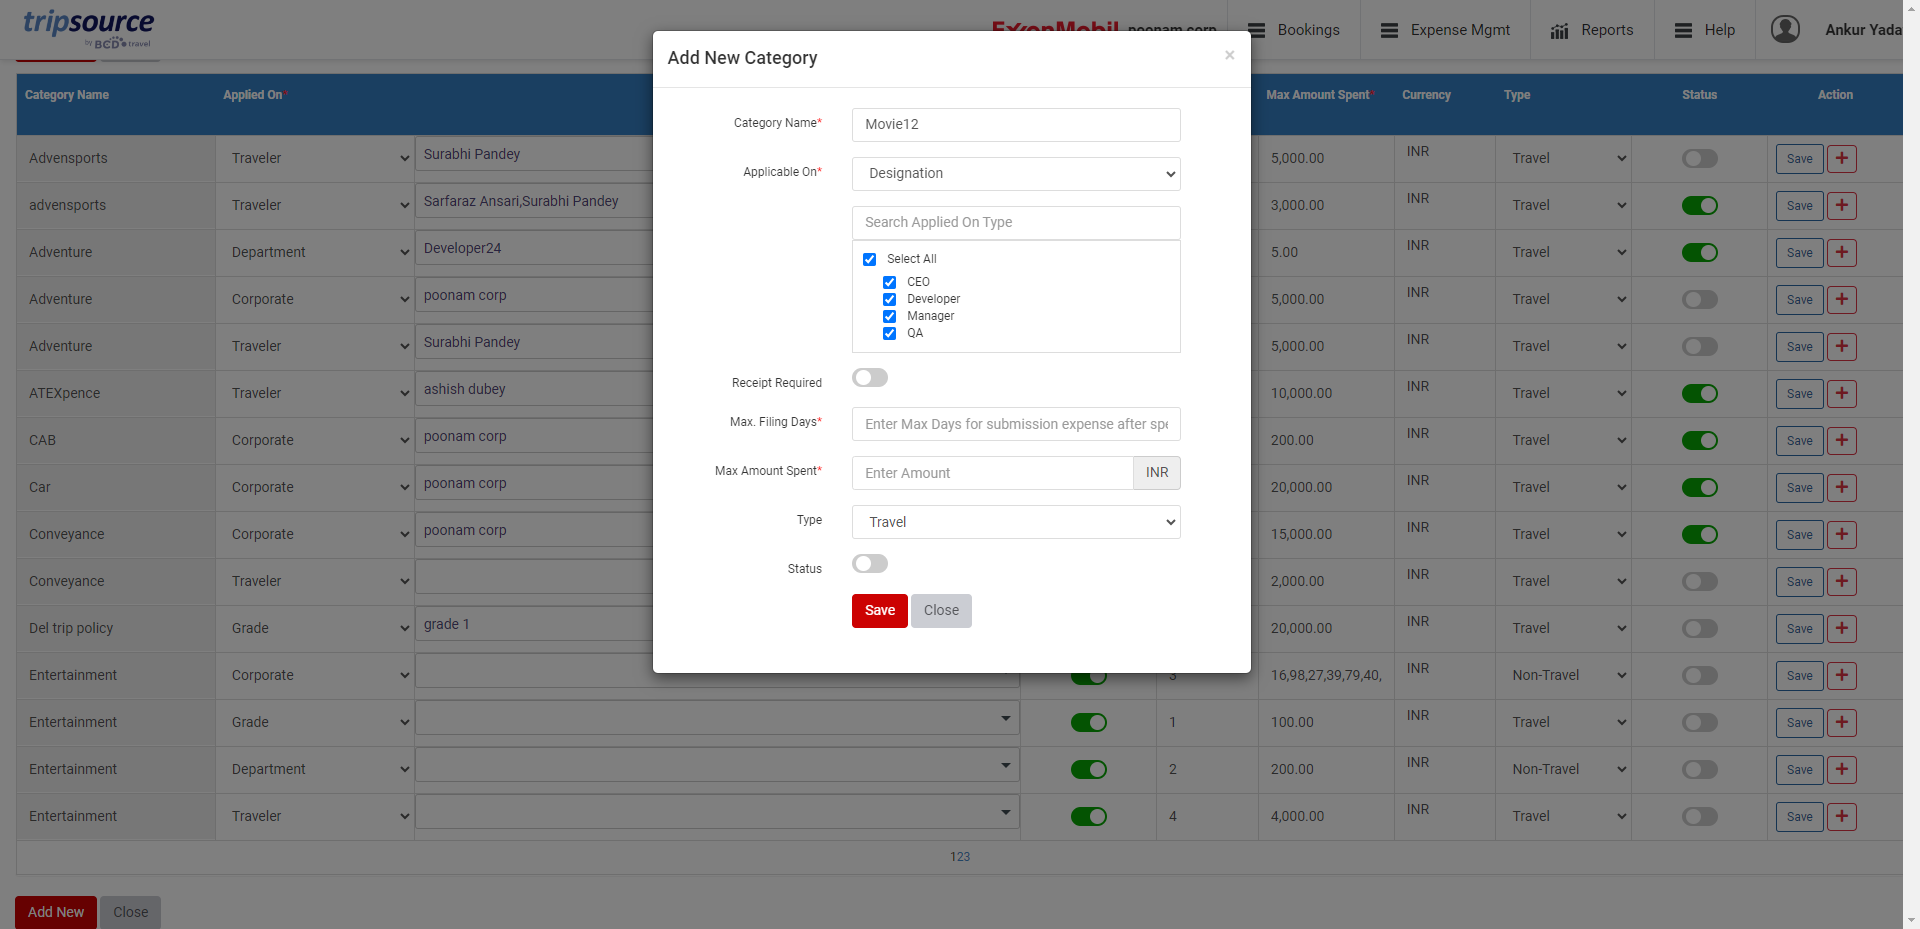 tripsource
by BCD travel
ExxonMobil poonam corp
Bookings
Expense Mgmt
Reports
Help
Ankur Yada
Add New Category
×
Category Name*
Movie12
Applicable On*
Designation
Search Applied On Type
Select All
CEO
Developer
Manager
QA
Receipt Required
Max. Filing Days*
Enter Max Days for submission expense after spe
Max Amount Spent*
Enter Amount
INR
Type
Travel
Status
Save Close
Category Name Applied On* Max Amount Spent* Currency Type Status Action
Advensports Traveler Surabhi Pandey 5,000.00 INR Travel Save +
advensports Traveler Sarfaraz Ansari,Surabhi Pandey 3,000.00 INR Travel Save +
Adventure Department Developer24 5.00 INR Travel Save +
Adventure Corporate poonam corp 5,000.00 INR Travel Save +
Adventure Traveler Surabhi Pandey 5,000.00 INR Travel Save +
ATEXpence Traveler ashish dubey 10,000.00 INR Travel Save +
CAB Corporate poonam corp 200.00 INR Travel Save +
Car Corporate poonam corp 20,000.00 INR Travel Save +
Conveyance Corporate poonam corp 15,000.00 INR Travel Save +
Conveyance Traveler 2,000.00 INR Travel Save +
Del trip policy Grade grade 1 20,000.00 INR Travel Save +
Entertainment Corporate 3 16,98,27,39,79,40, INR Non-Travel Save +
Entertainment Grade 1 100.00 INR Travel Save +
Entertainment Department 2 200.00 INR Non-Travel Save +
Entertainment Traveler 4 4,000.00 INR Travel Save +
123
Add New Close